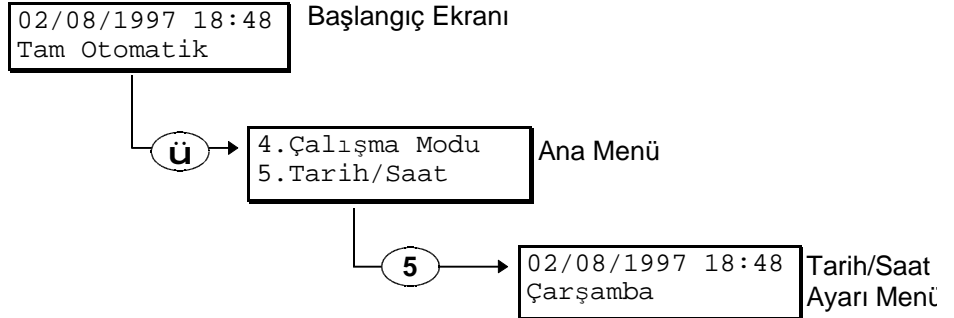 02/08/1997 18:48
Tam Otomatik
Başlangıç Ekranı
ü
4.Çalışma Modu
5.Tarih/Saat
Ana Menü
5
02/08/1997 18:48
Çarşamba
Tarih/Saat
Ayarı Menü